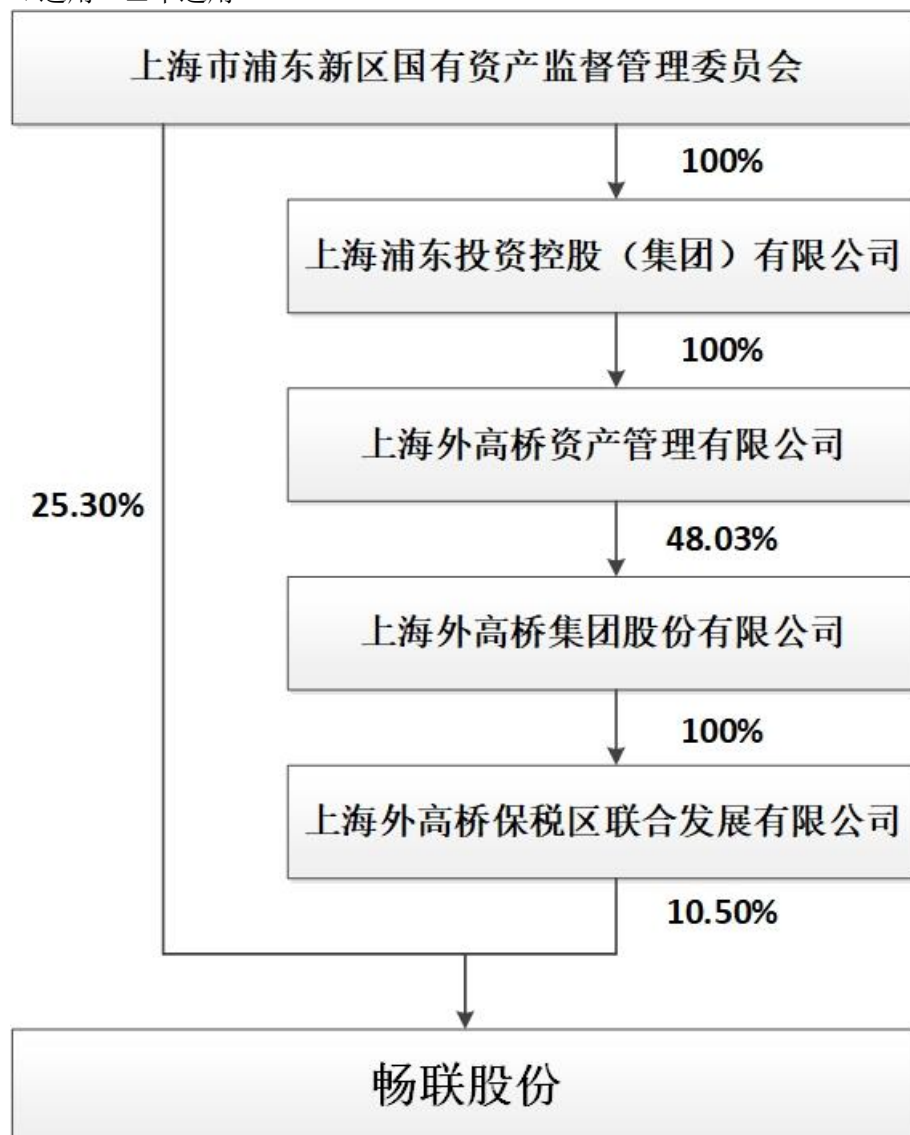 上海市浦东新区国有资产监督管理委员会
100%
上海浦东投资控股（集团）有限公司
100%
上海外高桥资产管理有限公司
25.30%
48.03%
上海外高桥集团股份有限公司
100%
上海外高桥保税区联合发展有限公司
10.50%
畅联股份